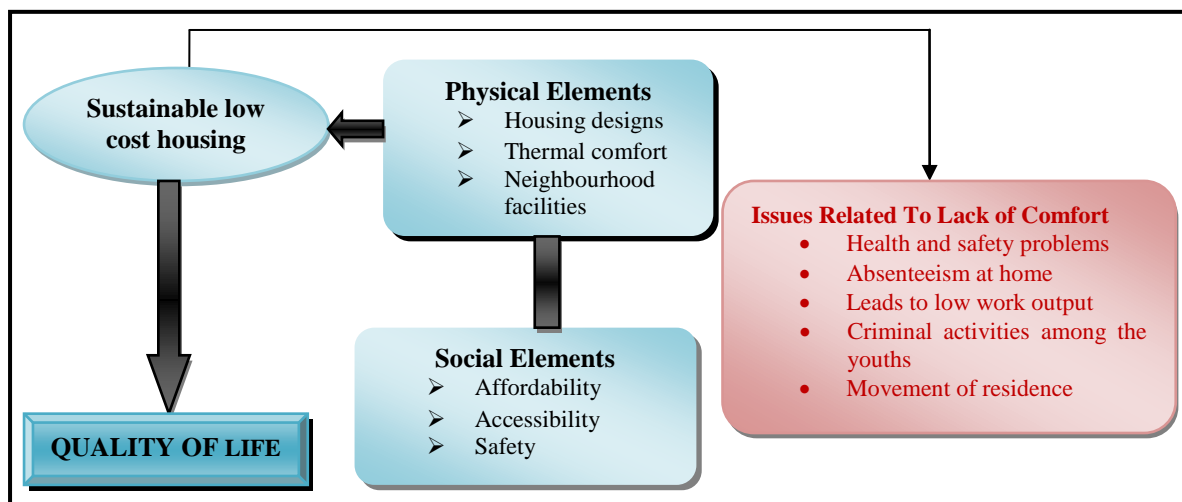 Sustainable low
cost housing
Physical Elements
➢ Housing designs
➢ Thermal comfort
➢ Neighbourhood
facilities
Issues Related To Lack of Comfort
• Health and safety problems
• Absenteeism at home
• Leads to low work output
• Criminal activities among the
youths
• Movement of residence
Social Elements
➢ Affordability
➢ Accessibility
➢ Safety
QUALITY OF LIFE